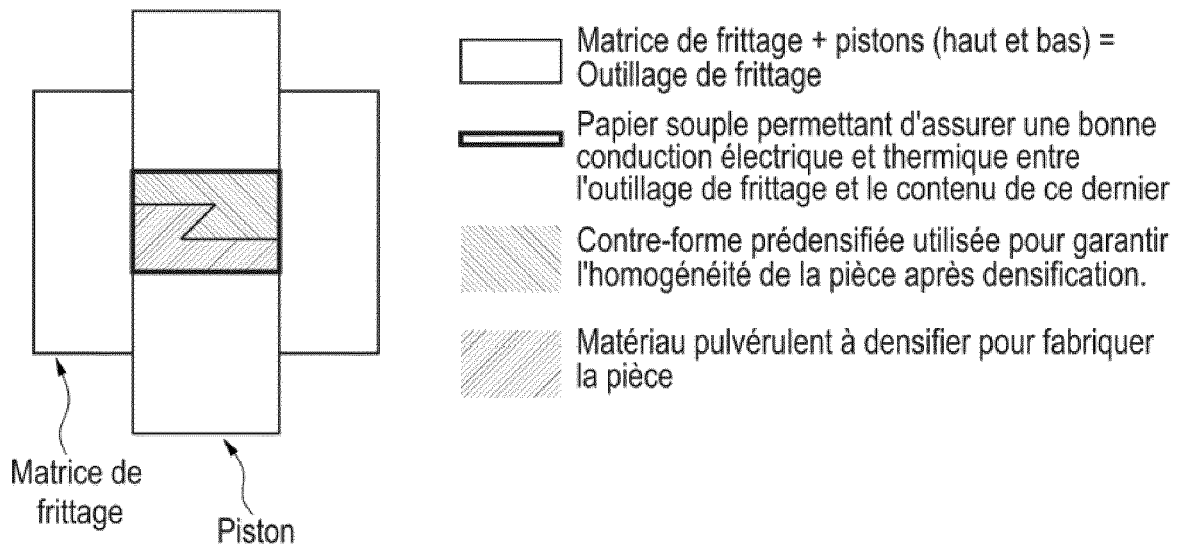 Matrice de frittage + pistons (haut et bas) =
Outillage de frittage
Papier souple permettant d'assurer une bonne
conduction électrique et thermique entre
l'outillage de frittage et le contenu de ce dernier
Contre-forme prédensifiée utilisée pour garantir
l'homogénéité de la pièce après densification.
Matériau pulvérulent à densifier pour fabriquer
la pièce
Matrice de
frittage
Piston